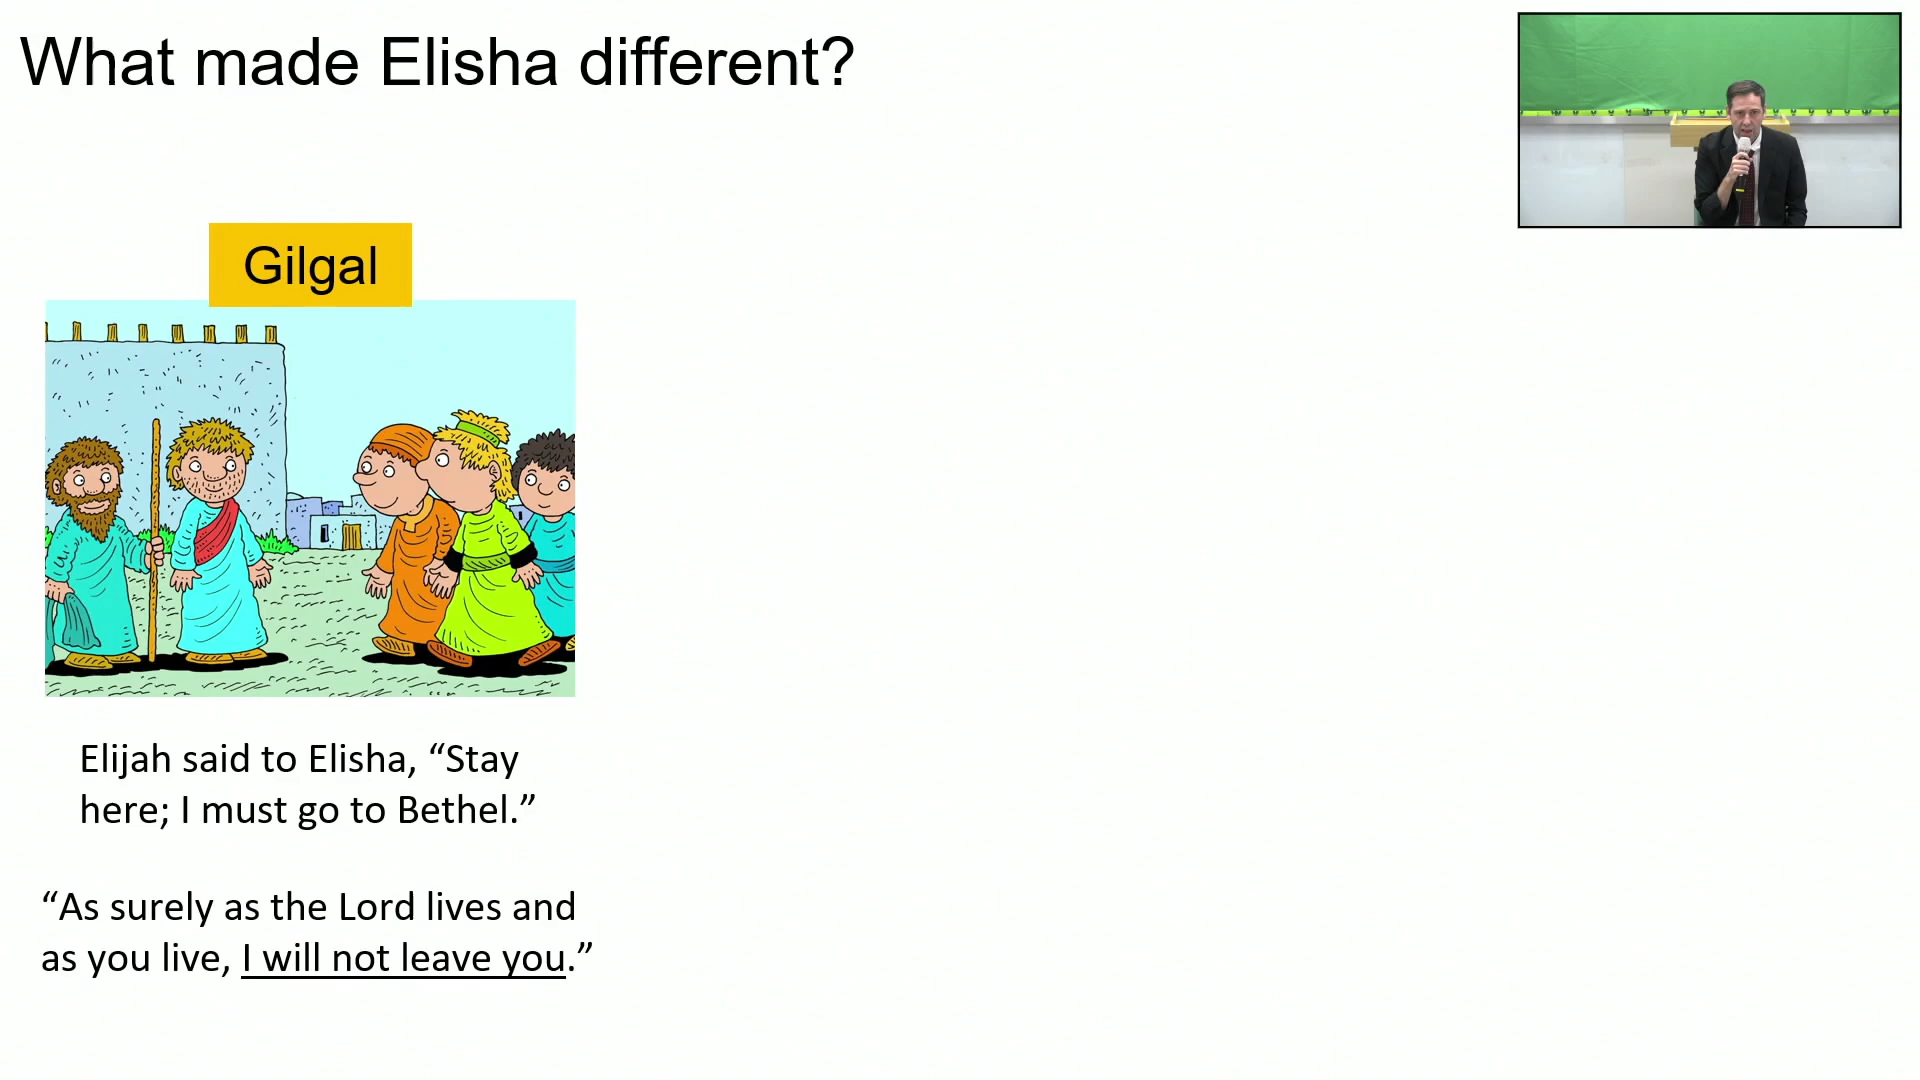 What made Elisha different?
Gilgal
Elijah said to Elisha, “Stay
here; I must go to Bethel.”
“As surely as the Lord lives and
as you live, I will not leave you.”